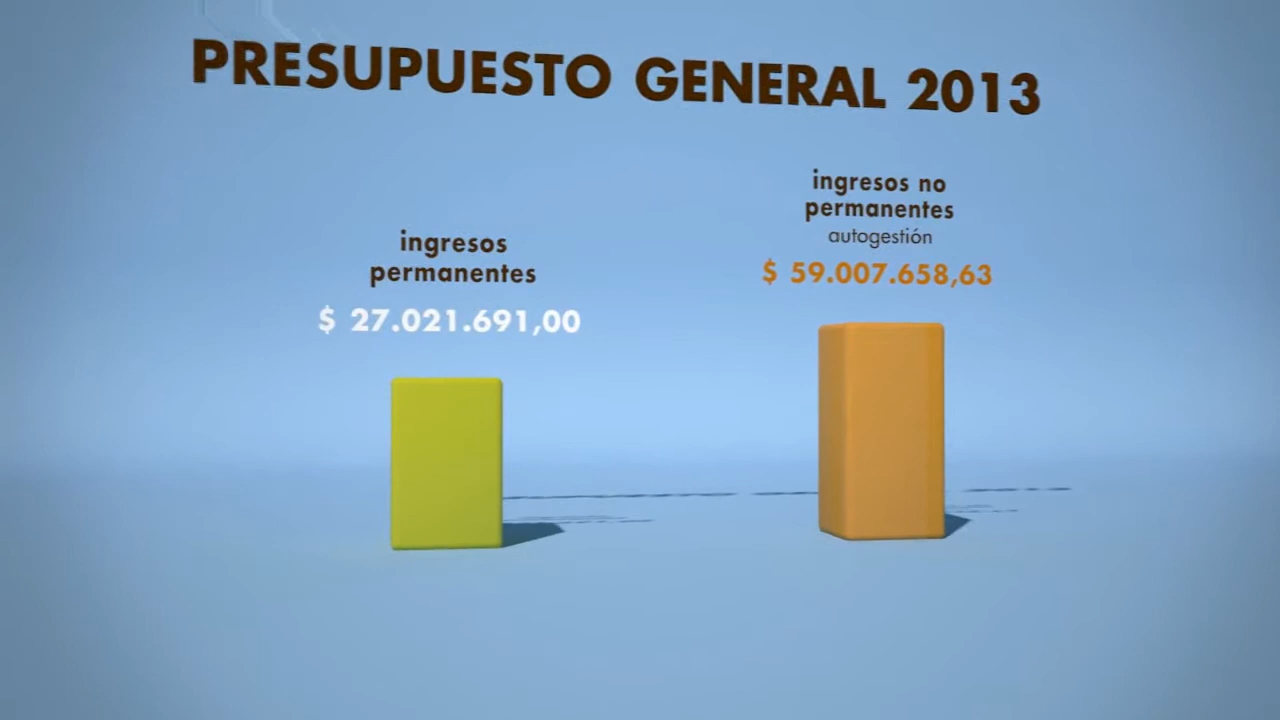 PRESUPUESTO GENERAL 2013
ingresos
permanentes
$ 27.021.691,00
ingresos no
permanentes
autogestión
$ 59.007.658,63